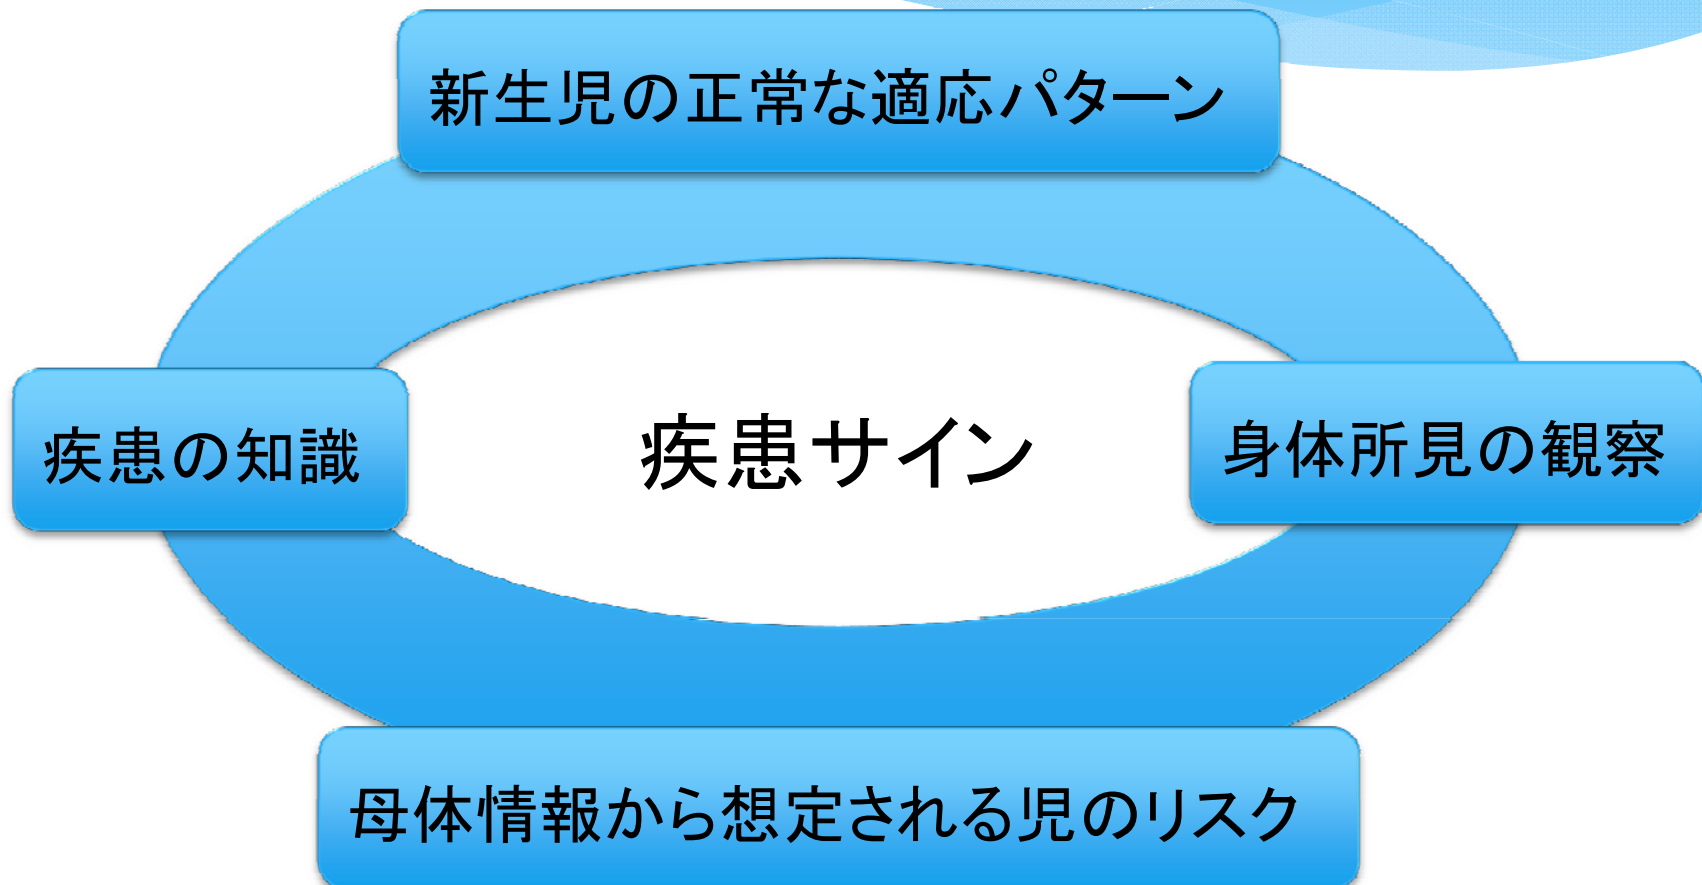 新生児の正常な適応パターン
疾患の知識
疾患サイン
身体所見の観察
母体情報から想定される児のリスク